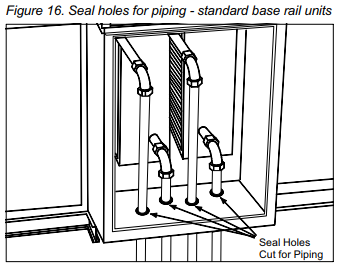 Figure 16. Seal holes for piping - standard base rail units
Seal Holes
Cut for Piping